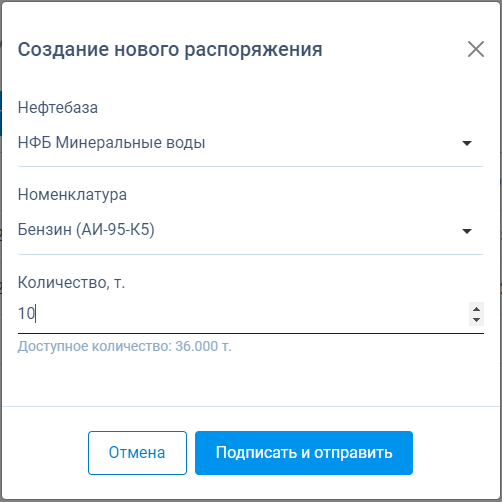 Создание нового распоряжения
Нефтебаза
НФБ Минеральные воды
Номенклатура
Бензин (АИ-95-К5)
Количество, т.
10
Доступное количество: 36.000 т.
Отмена
Подписать и отправить